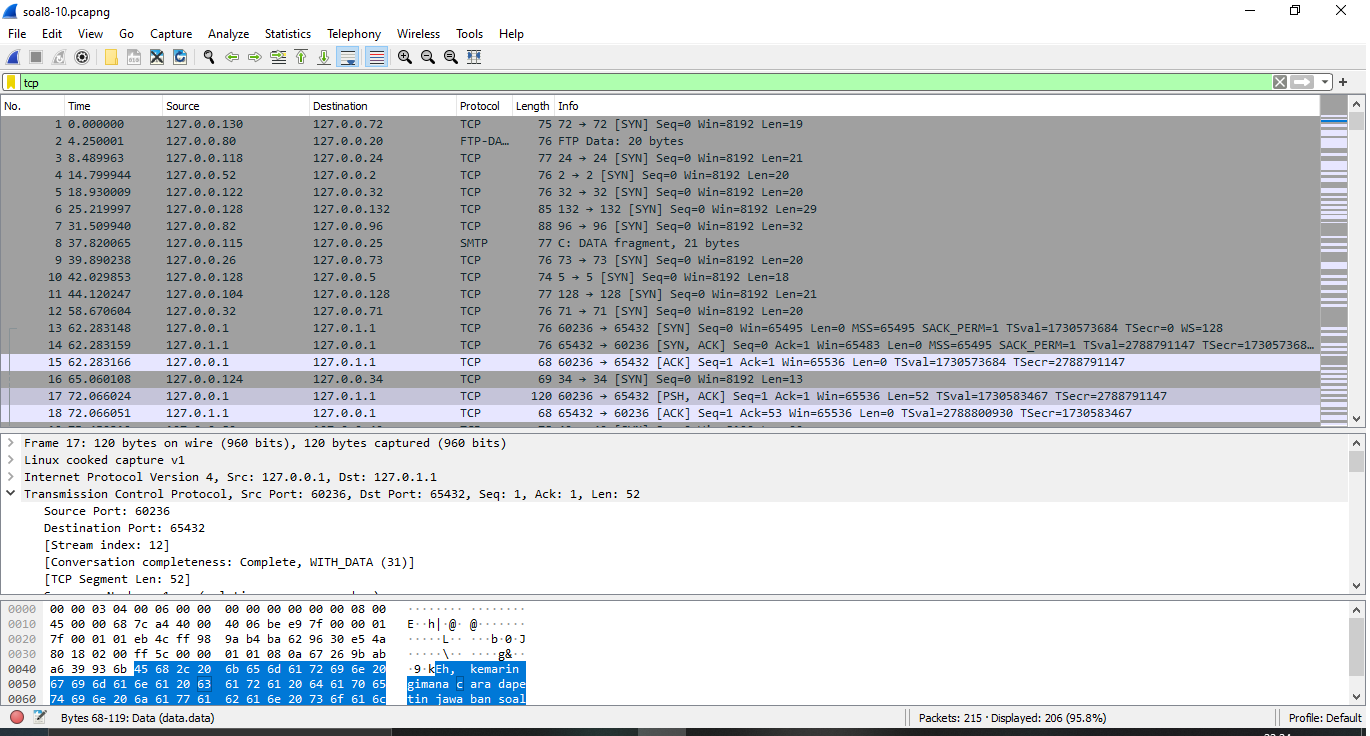 soal8-10.pcapng
File Edit View Go Capture Analyze Statistics Telephony Wireless Tools Help
tcp
No. Time Source Destination Protocol Length Info
1 0.000000 127.0.0.130 127.0.0.72 TCP 75 72 → 72 [SYN] Seq=0 Win=8192 Len=19
2 4.250001 127.0.0.80 127.0.0.20 FTP-DA… 76 FTP Data: 20 bytes
3 8.489963 127.0.0.118 127.0.0.24 TCP 77 24 → 24 [SYN] Seq=0 Win=8192 Len=21
4 14.799944 127.0.0.52 127.0.0.2 TCP 76 2 → 2 [SYN] Seq=0 Win=8192 Len=20
5 18.930009 127.0.0.122 127.0.0.32 TCP 76 32 → 32 [SYN] Seq=0 Win=8192 Len=20
6 25.219997 127.0.0.128 127.0.0.132 TCP 85 132 → 132 [SYN] Seq=0 Win=8192 Len=29
7 31.509940 127.0.0.82 127.0.0.96 TCP 88 96 → 96 [SYN] Seq=0 Win=8192 Len=32
8 37.820065 127.0.0.115 127.0.0.25 SMTP 77 C: DATA fragment, 21 bytes
9 39.890238 127.0.0.26 127.0.0.73 TCP 76 73 → 73 [SYN] Seq=0 Win=8192 Len=20
10 42.029853 127.0.0.128 127.0.0.5 TCP 74 5 → 5 [SYN] Seq=0 Win=8192 Len=18
11 44.120247 127.0.0.104 127.0.0.128 TCP 77 128 → 128 [SYN] Seq=0 Win=8192 Len=21
12 58.670604 127.0.0.32 127.0.0.71 TCP 76 71 → 71 [SYN] Seq=0 Win=8192 Len=20
13 62.283148 127.0.0.1 127.0.1.1 TCP 76 60236 → 65432 [SYN] Seq=0 Win=65495 Len=0 MSS=65495 SACK_PERM=1 TSval=1730573684 TSecr=0 WS=128
14 62.283159 127.0.1.1 127.0.0.1 TCP 76 65432 → 60236 [SYN, ACK] Seq=0 Ack=1 Win=65483 Len=0 MSS=65495 SACK_PERM=1 TSval=2788791147 TSecr=173057368…
15 62.283166 127.0.0.1 127.0.1.1 TCP 68 60236 → 65432 [ACK] Seq=1 Ack=1 Win=65536 Len=0 TSval=1730573684 TSecr=2788791147
16 65.060108 127.0.0.124 127.0.0.34 TCP 69 34 → 34 [SYN] Seq=0 Win=8192 Len=13
17 72.066024 127.0.0.1 127.0.1.1 TCP 120 60236 → 65432 [PSH, ACK] Seq=1 Ack=1 Win=65536 Len=52 TSval=1730583467 TSecr=2788791147
18 72.066051 127.0.1.1 127.0.0.1 TCP 68 65432 → 60236 [ACK] Seq=1 Ack=53 Win=65536 Len=0 TSval=2788800930 TSecr=1730583467
Frame 17: 120 bytes on wire (960 bits), 120 bytes captured (960 bits)
Linux cooked capture v1
Internet Protocol Version 4, Src: 127.0.0.1, Dst: 127.0.1.1
Transmission Control Protocol, Src Port: 60236, Dst Port: 65432, Seq: 1, Ack: 1, Len: 52
Source Port: 60236
Destination Port: 65432
[Stream index: 12]
[Conversation completeness: Complete, WITH_DATA (31)]
[TCP Segment Len: 52]
0000 00 00 03 04 00 06 00 00 00 00 00 00 00 00 08 00 ········ ········
0010 45 00 00 68 7c a4 40 00 40 06 be e9 7f 00 00 01 E··h|·@· @·······
0020 7f 00 01 01 eb 4c ff 98 9a b4 ba 62 96 30 e5 4a ·····L·· ···b·0·J
0030 80 18 02 00 ff 5c 00 00 01 01 08 0a 67 26 9b ab ·····\·· ····g&··
0040 a6 39 93 6b 45 68 2c 20 6b 65 6d 61 72 69 6e 20 ·9·kEh, kemarin
0050 67 69 6d 61 6e 61 20 63 61 72 61 20 64 61 70 65 gimana c ara dape
0060 74 69 6e 20 6a 61 77 61 62 61 6e 20 73 6f 61 6c tin jawa ban soal
Bytes 68-119: Data (data.data) Packets: 215 · Displayed: 206 (95.8%) Profile: Default